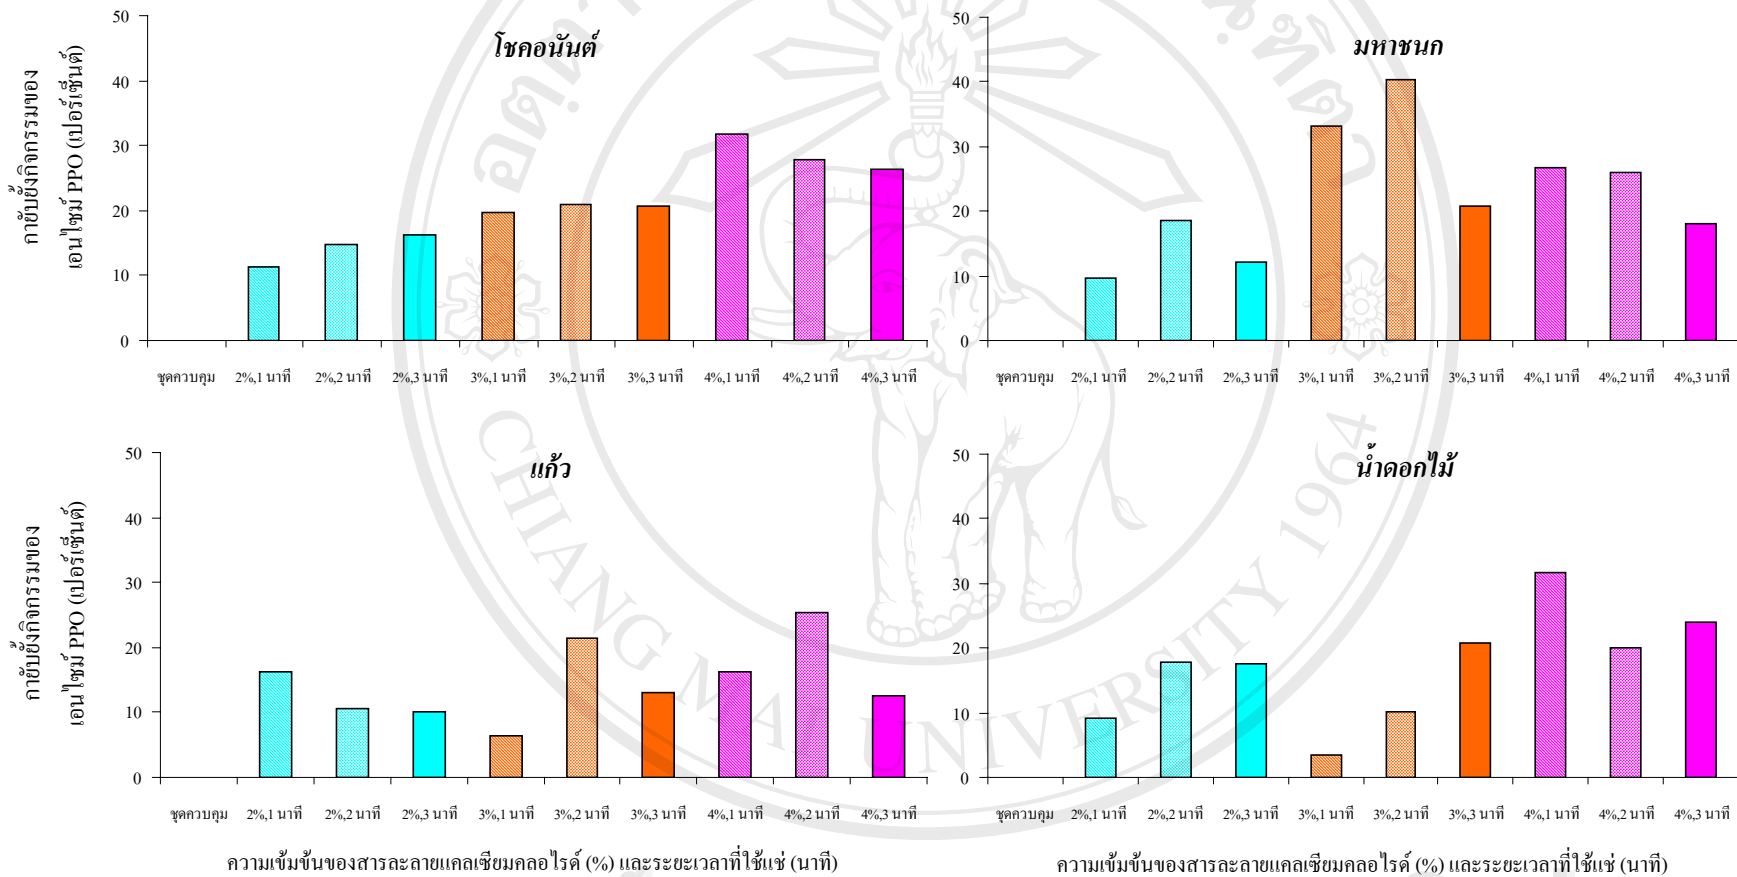 โชคอนันต์
กายับยั้งกิจกรรมของ
เอนไซม์ PPO (เปอร์เซ็นต์)
50
40
30
20
10
0
ชุดควบคุม 2%,1 นาที 2%,2 นาที 2%,3 นาที 3%,1 นาที 3%,2 นาที 3%,3 นาที 4%,1 นาที 4%,2 นาที 4%,3 นาที
มหาชนก
50
40
30
20
10
0
ชุดควบคุม 2%,1 นาที 2%,2 นาที 2%,3 นาที 3%,1 นาที 3%,2 นาที 3%,3 นาที 4%,1 นาที 4%,2 นาที 4%,3 นาที
แก้ว
กายับยั้งกิจกรรมของ
เอนไซม์ PPO (เปอร์เซ็นต์)
50
40
30
20
10
0
ชุดควบคุม 2%,1 นาที 2%,2 นาที 2%,3 นาที 3%,1 นาที 3%,2 นาที 3%,3 นาที 4%,1 นาที 4%,2 นาที 4%,3 นาที
ความเข้มข้นของสารละลายแคลเซียมคลอไรด์ (%) และระยะเวลาที่ใช้แช่ (นาที)
น้ำดอกไม้
50
40
30
20
10
0
ชุดควบคุม 2%,1 นาที 2%,2 นาที 2%,3 นาที 3%,1 นาที 3%,2 นาที 3%,3 นาที 4%,1 นาที 4%,2 นาที 4%,3 นาที
ความเข้มข้นของสารละลายแคลเซียมคลอไรด์ (%) และระยะเวลาที่ใช้แช่ (นาที)
CHIANG MAI UNIVERSITY 1964